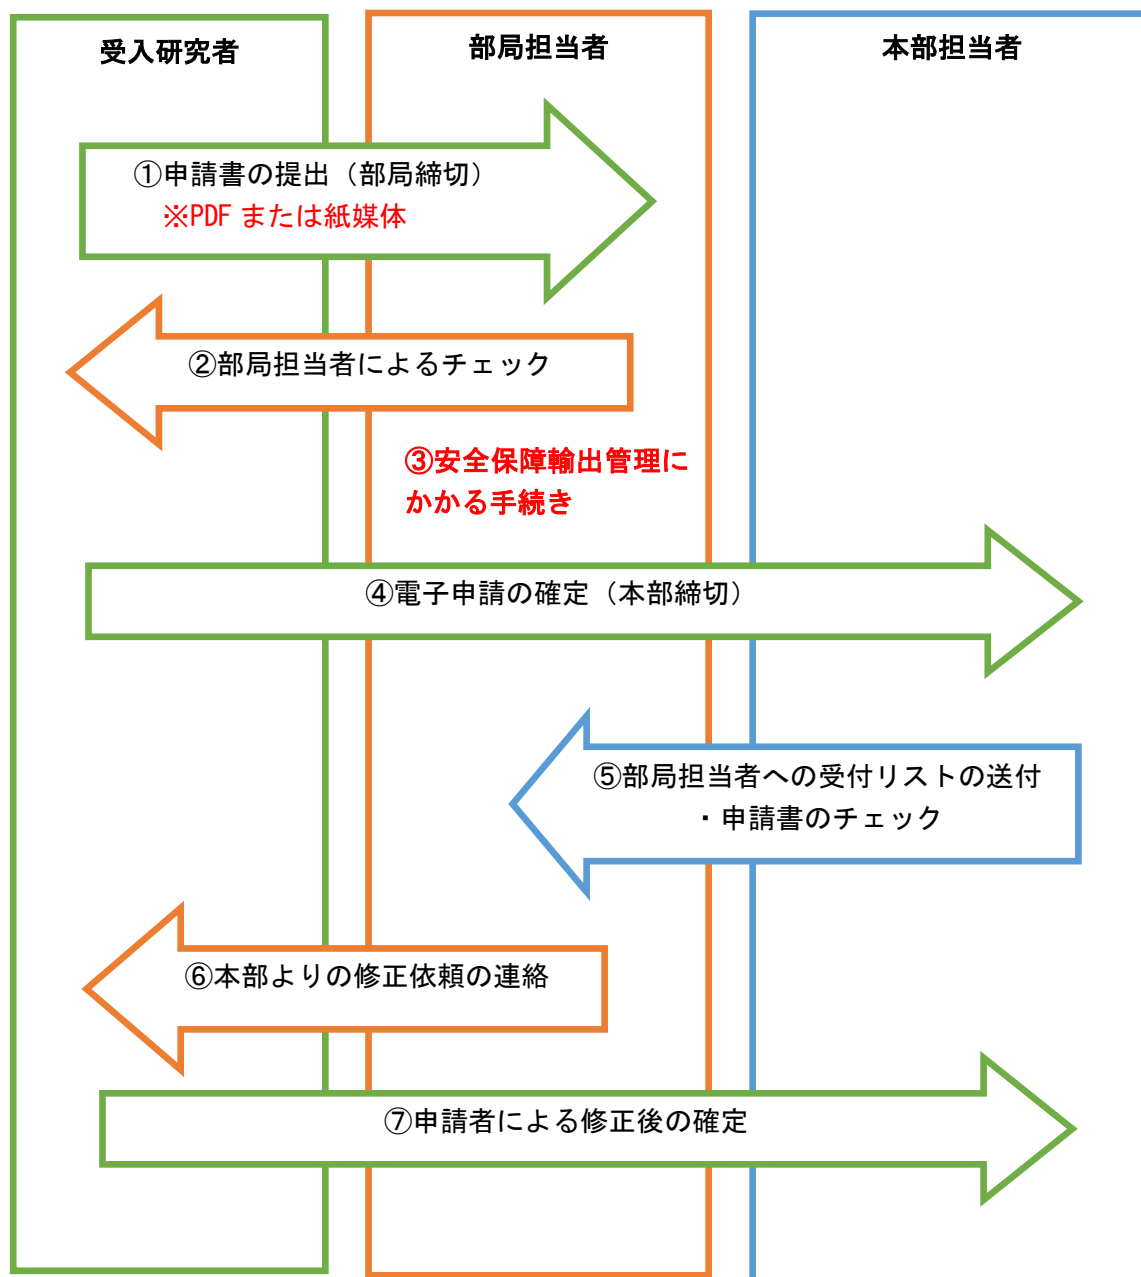 受入研究者
部局担当者
本部担当者
①申請書の提出（部局締切）
※PDF または紙媒体
②部局担当者によるチェック
③安全保障輸出管理に
かかる手続き
④電子申請の確定（本部締切）
⑤部局担当者への受付リストの送付
・申請書のチェック
⑥本部よりの修正依頼の連絡
⑦申請者による修正後の確定